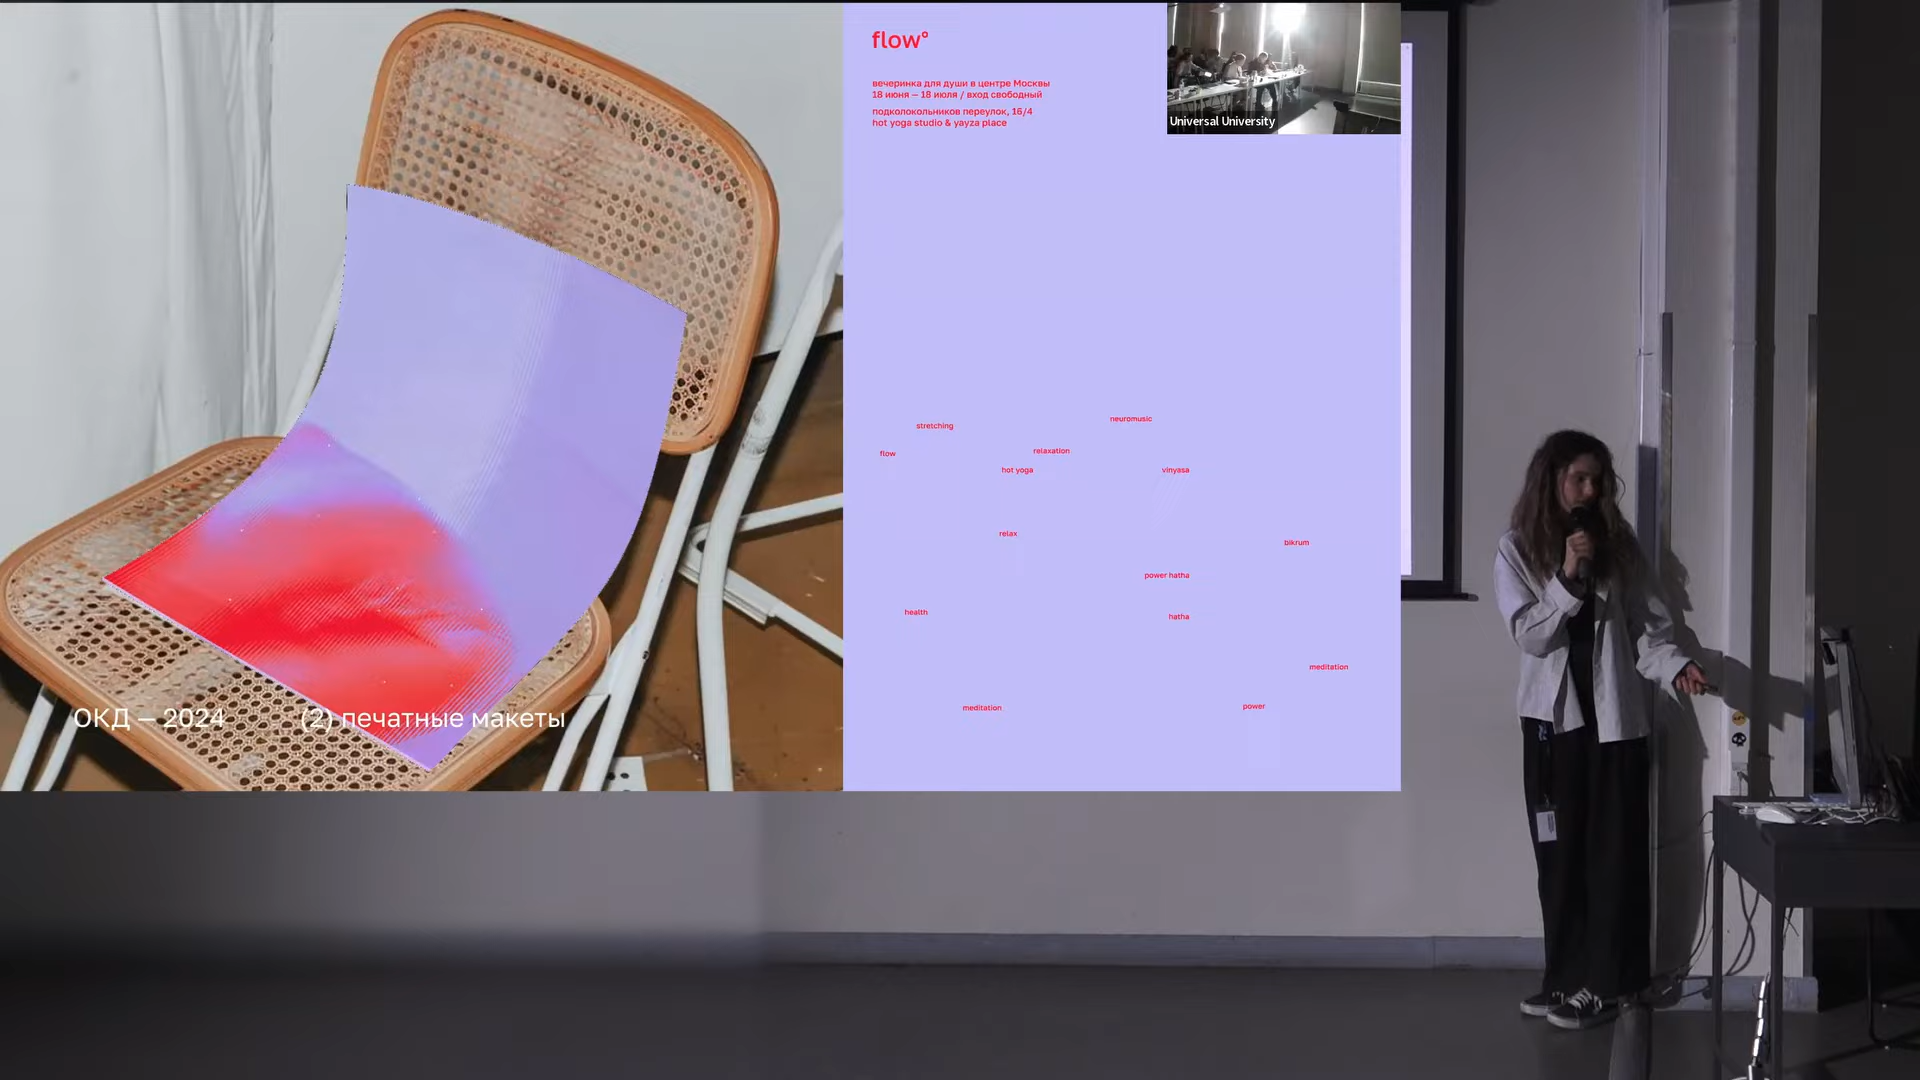 flow°
вечеринка для души в центре Москвы
18 июня — 18 июля / вход свободный
подколокольников переулок, 16/4
hot yoga studio & yayza place
Universal University
neuromusic
stretching
relaxation
flow
hot yoga
vinyasa
relax
bikrum
power hatha
health
hatha
meditation
meditation
power
ОКД — 2024
(2) печатные макеты